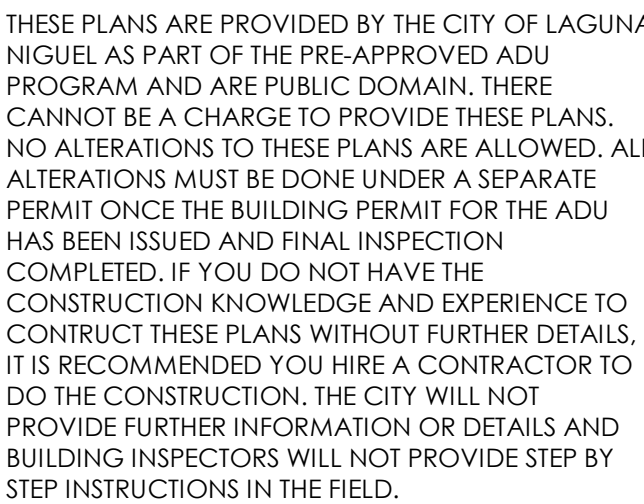 THESE PLANS ARE PROVIDED BY THE CITY OF LAGUNA
NIGUEL AS PART OF THE PRE-APPROVED ADU
PROGRAM AND ARE PUBLIC DOMAIN. THERE
CANNOT BE A CHARGE TO PROVIDE THESE PLANS.
NO ALTERATIONS TO THESE PLANS ARE ALLOWED. ALL
ALTERATIONS MUST BE DONE UNDER A SEPARATE
PERMIT ONCE THE BUILDING PERMIT FOR THE ADU
HAS BEEN ISSUED AND FINAL INSPECTION
COMPLETED. IF YOU DO NOT HAVE THE
CONSTRUCTION KNOWLEDGE AND EXPERIENCE TO
CONTRUCT THESE PLANS WITHOUT FURTHER DETAILS,
IT IS RECOMMENDED YOU HIRE A CONTRACTOR TO
DO THE CONSTRUCTION. THE CITY WILL NOT
PROVIDE FURTHER INFORMATION OR DETAILS AND
BUILDING INSPECTORS WILL NOT PROVIDE STEP BY
STEP INSTRUCTIONS IN THE FIELD.